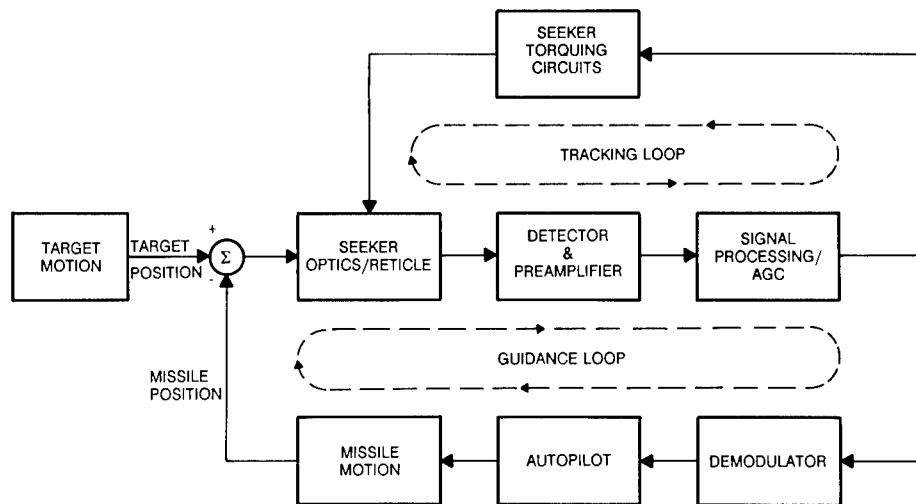 SEEKER
TORQUING
CIRCUITS
TRACKING LOOP
TARGET
MOTION
TARGET
POSITION
+
Σ
-
SEEKER
OPTICS/RETICLE
DETECTOR
&
PREAMPLIFIER
SIGNAL
PROCESSING/
AGC
GUIDANCE LOOP
MISSILE
POSITION
MISSILE
MOTION
AUTOPILOT
DEMODULATOR